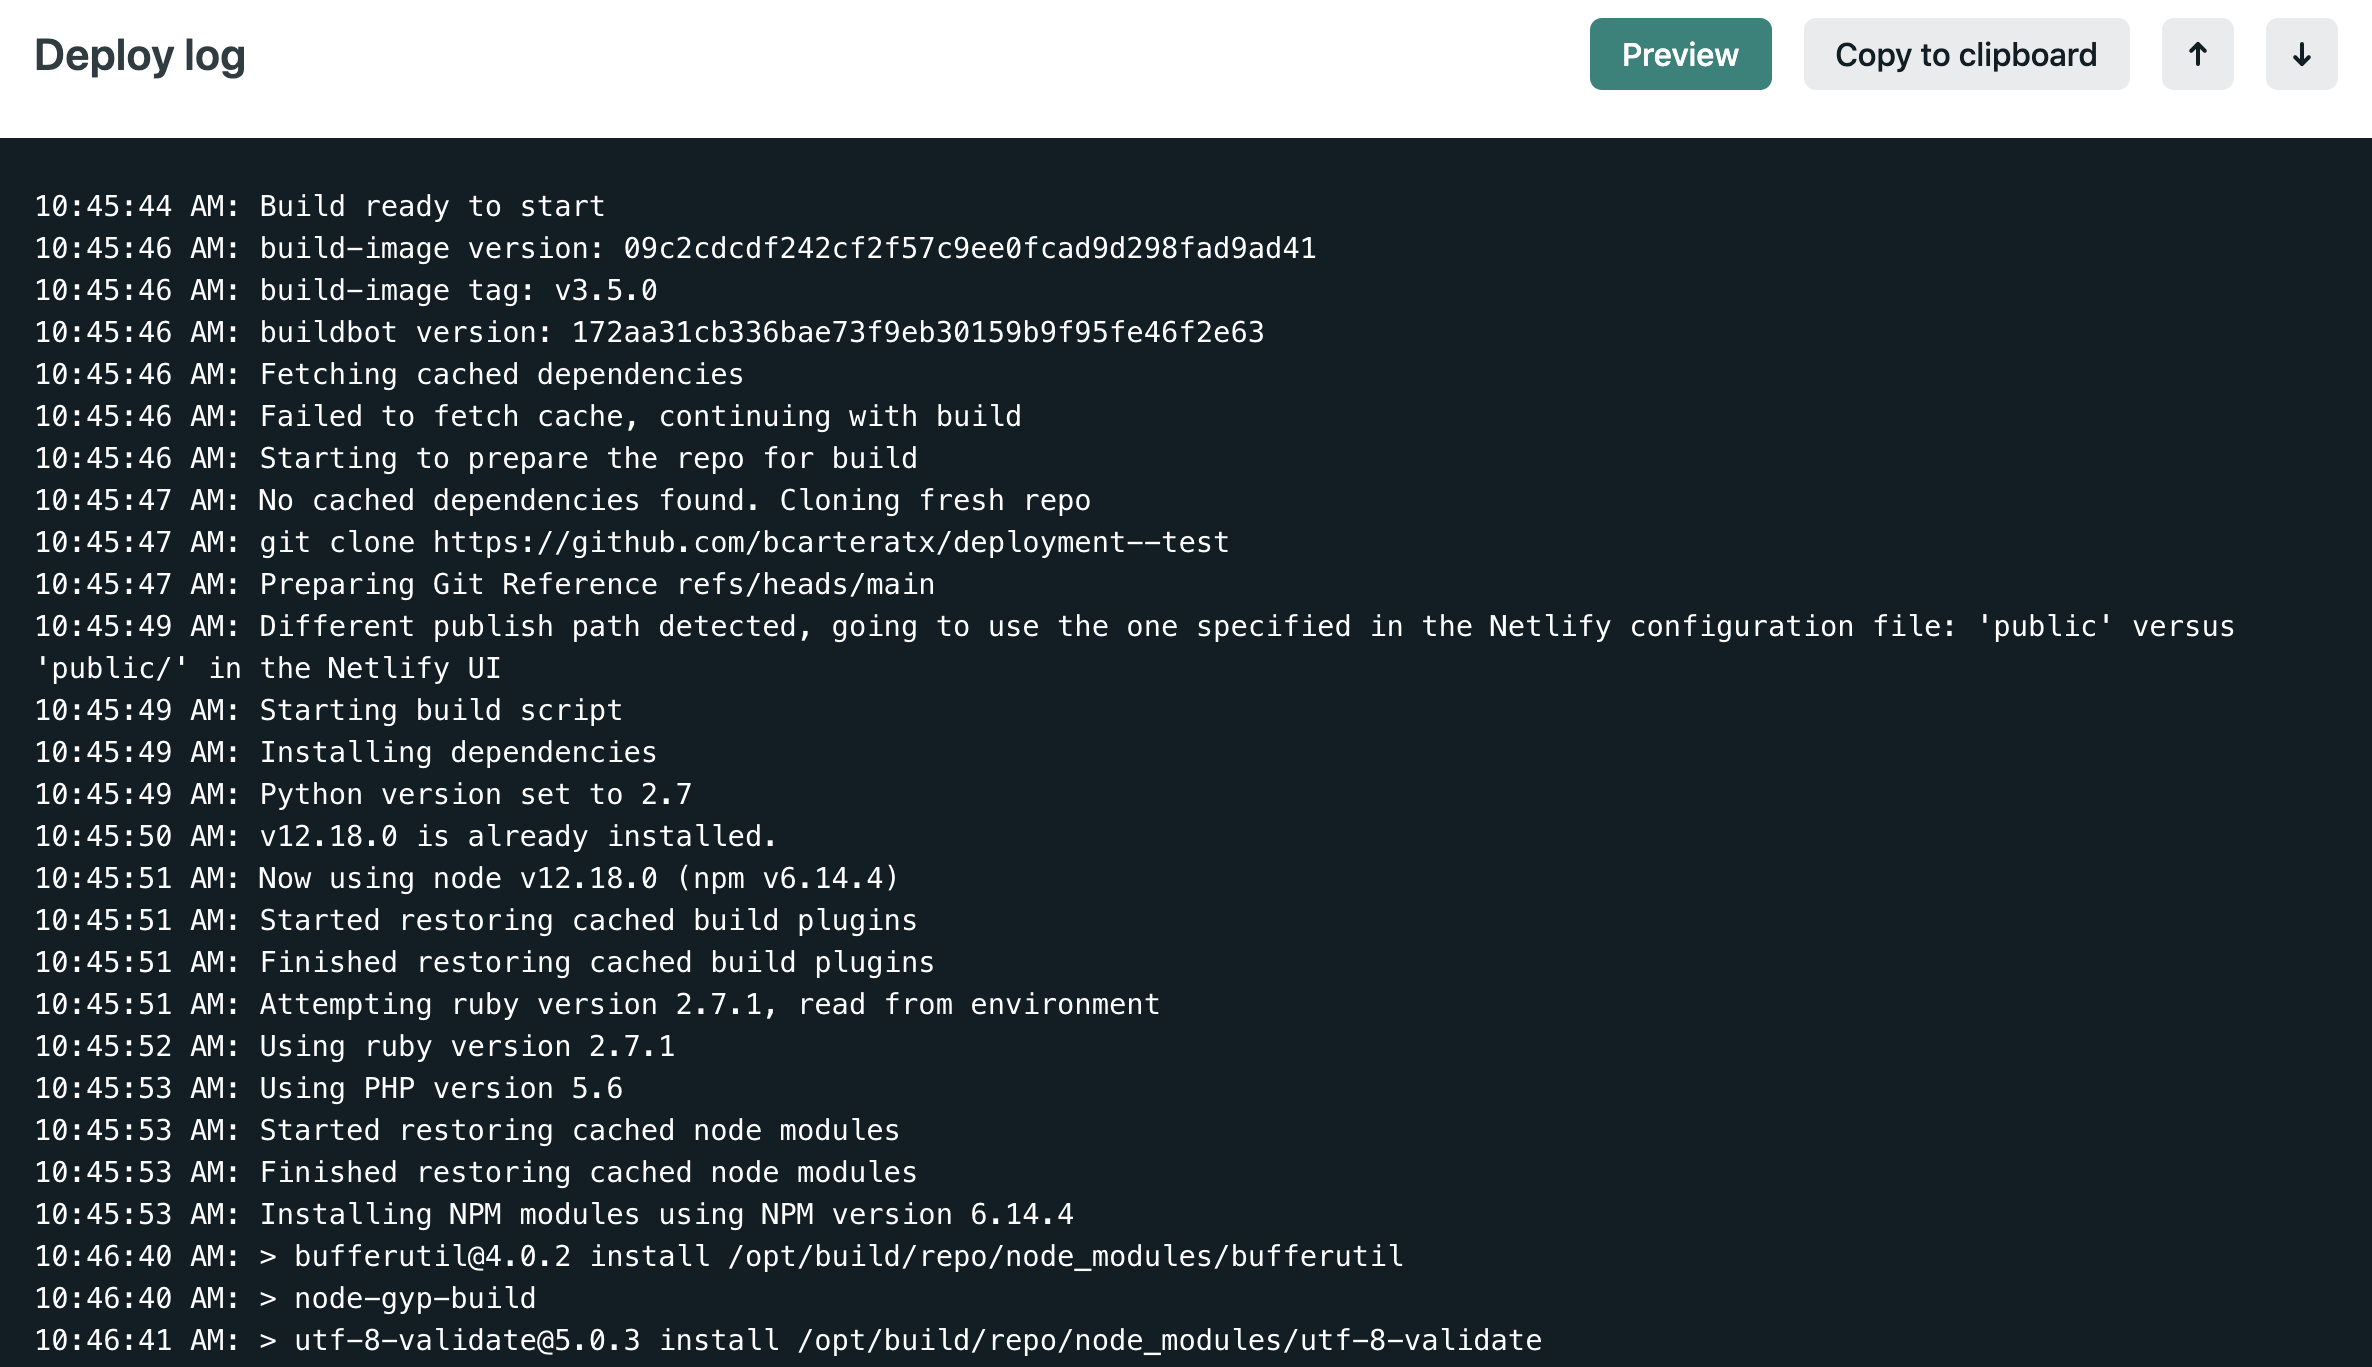 Deploy log
Preview
Copy to clipboard
↑
↓
10:45:44 AM: Build ready to start
10:45:46 AM: build-image version: 09c2cdcdf242cf2f57c9ee0fcad9d298fad9ad41
10:45:46 AM: build-image tag: v3.5.0
10:45:46 AM: buildbot version: 172aa31cb336bae73f9eb30159b9f95fe46f2e63
10:45:46 AM: Fetching cached dependencies
10:45:46 AM: Failed to fetch cache, continuing with build
10:45:46 AM: Starting to prepare the repo for build
10:45:47 AM: No cached dependencies found. Cloning fresh repo
10:45:47 AM: git clone https://github.com/bcarteratx/deployment--test
10:45:47 AM: Preparing Git Reference refs/heads/main
10:45:49 AM: Different publish path detected, going to use the one specified in the Netlify configuration file: 'public' versus
'public/' in the Netlify UI
10:45:49 AM: Starting build script
10:45:49 AM: Installing dependencies
10:45:49 AM: Python version set to 2.7
10:45:50 AM: v12.18.0 is already installed.
10:45:51 AM: Now using node v12.18.0 (npm v6.14.4)
10:45:51 AM: Started restoring cached build plugins
10:45:51 AM: Finished restoring cached build plugins
10:45:51 AM: Attempting ruby version 2.7.1, read from environment
10:45:52 AM: Using ruby version 2.7.1
10:45:53 AM: Using PHP version 5.6
10:45:53 AM: Started restoring cached node modules
10:45:53 AM: Finished restoring cached node modules
10:45:53 AM: Installing NPM modules using NPM version 6.14.4
10:46:40 AM: > bufferutil@4.0.2 install /opt/build/repo/node_modules/bufferutil
10:46:40 AM: > node-gyp-build
10:46:41 AM: > utf-8-validate@5.0.3 install /opt/build/repo/node_modules/utf-8-validate